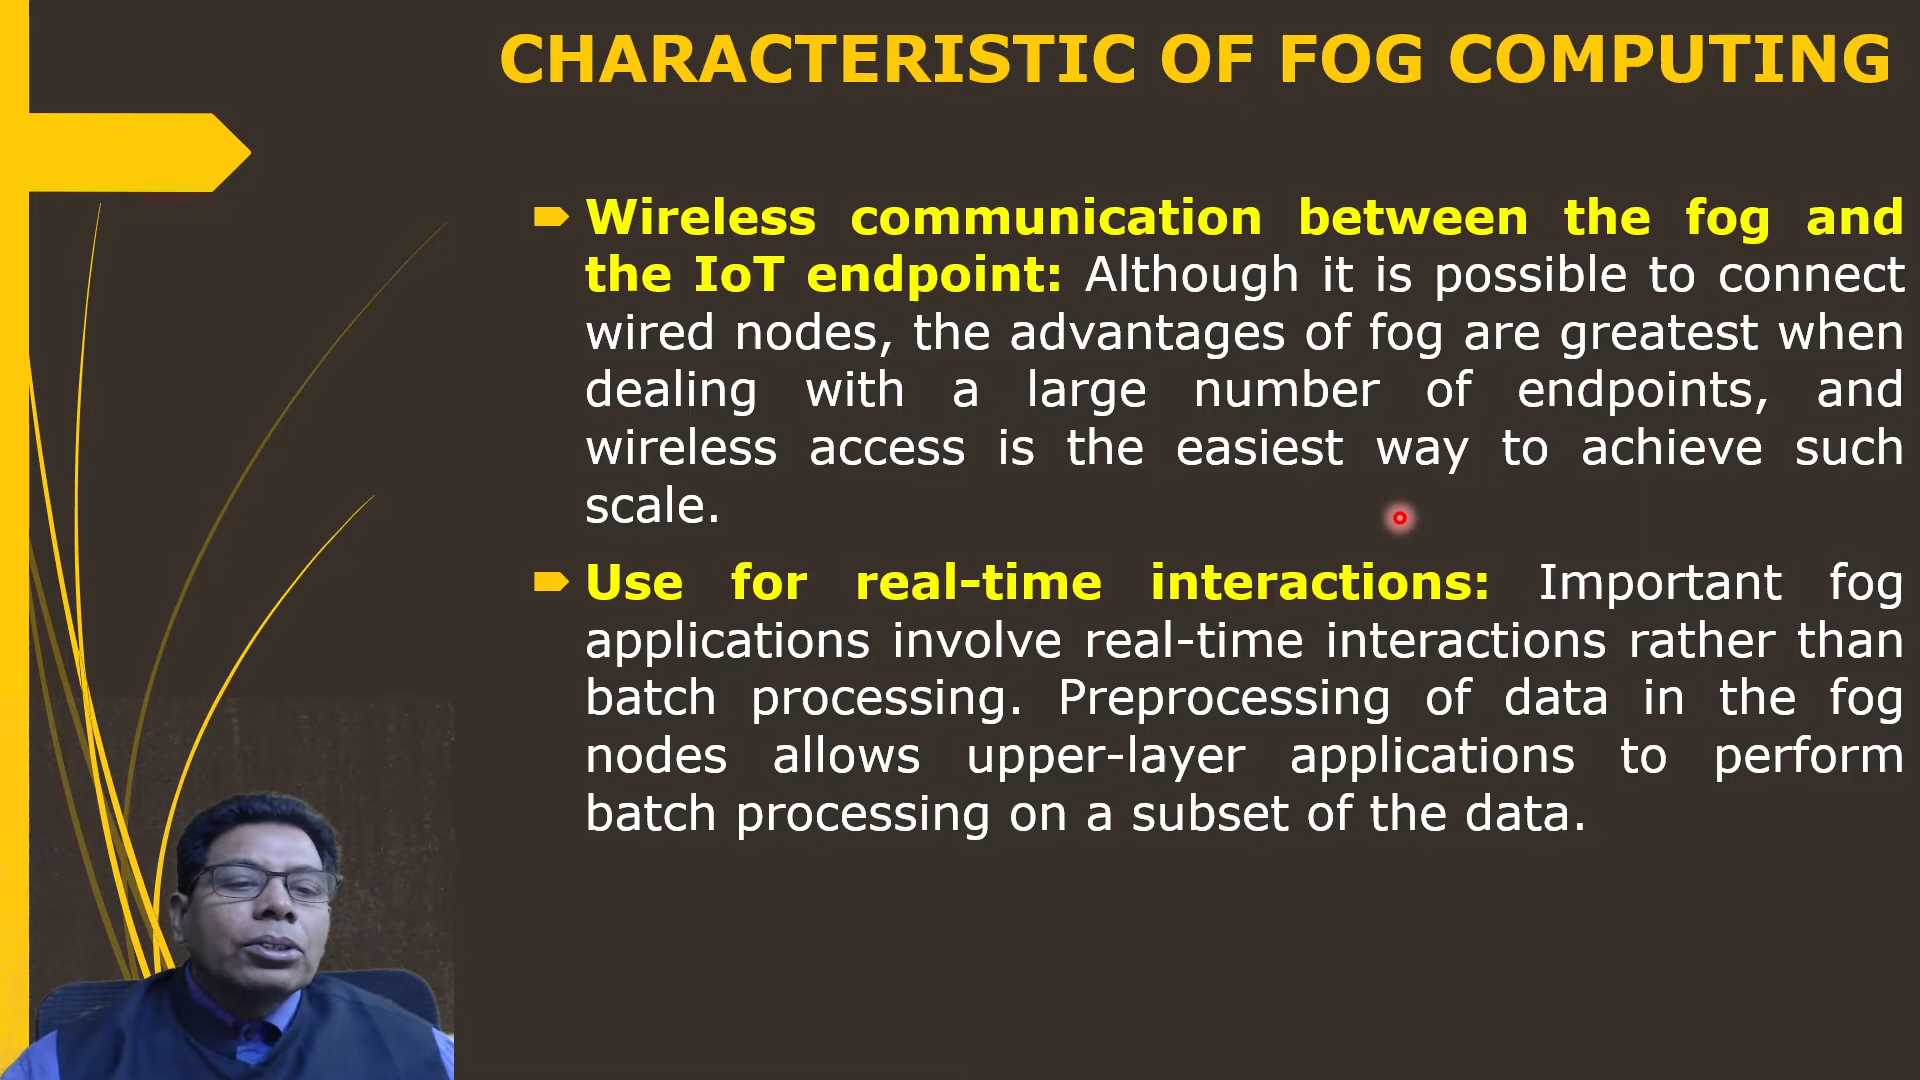 CHARACTERISTIC OF FOG COMPUTING
Wireless communication between the fog and
the IoT endpoint: Although it is possible to connect
wired nodes, the advantages of fog are greatest when
dealing with a large number of endpoints, and
wireless access is the easiest way to achieve such
scale.
Use for real-time interactions: Important fog
applications involve real-time interactions rather than
batch processing. Preprocessing of data in the fog
nodes allows upper-layer applications to perform
batch processing on a subset of the data.